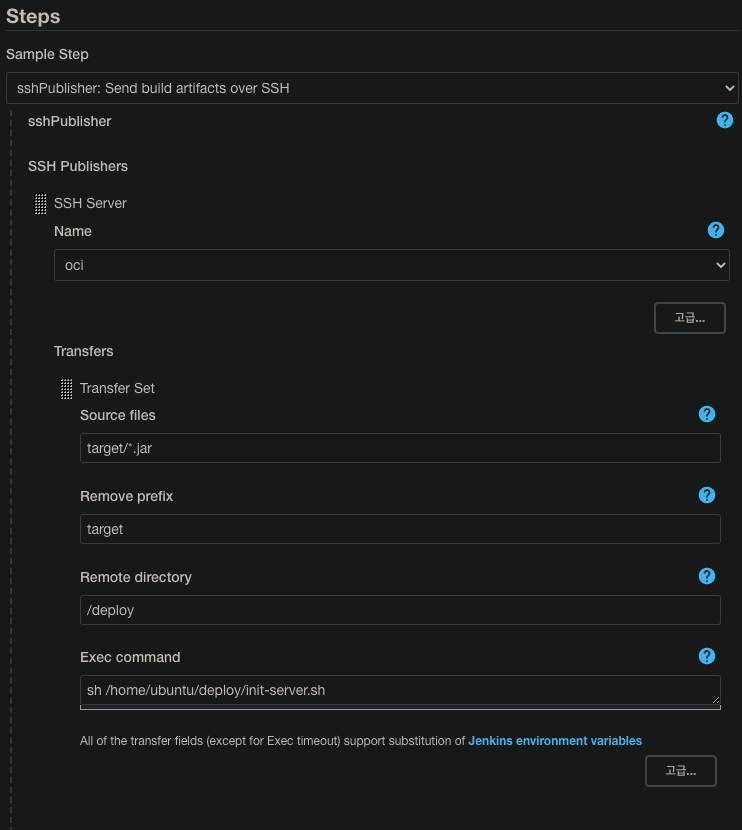 Steps
Sample Step
sshPublisher: Send build artifacts over SSH
sshPublisher
?
SSH Publishers
SSH Server
Name
?
oci
고급...
Transfers
Transfer Set
Source files
?
target/*.jar
Remove prefix
?
target
Remote directory
?
/deploy
Exec command
?
sh /home/ubuntu/deploy/init-server.sh
All of the transfer fields (except for Exec timeout) support substitution of Jenkins environment variables
고급...